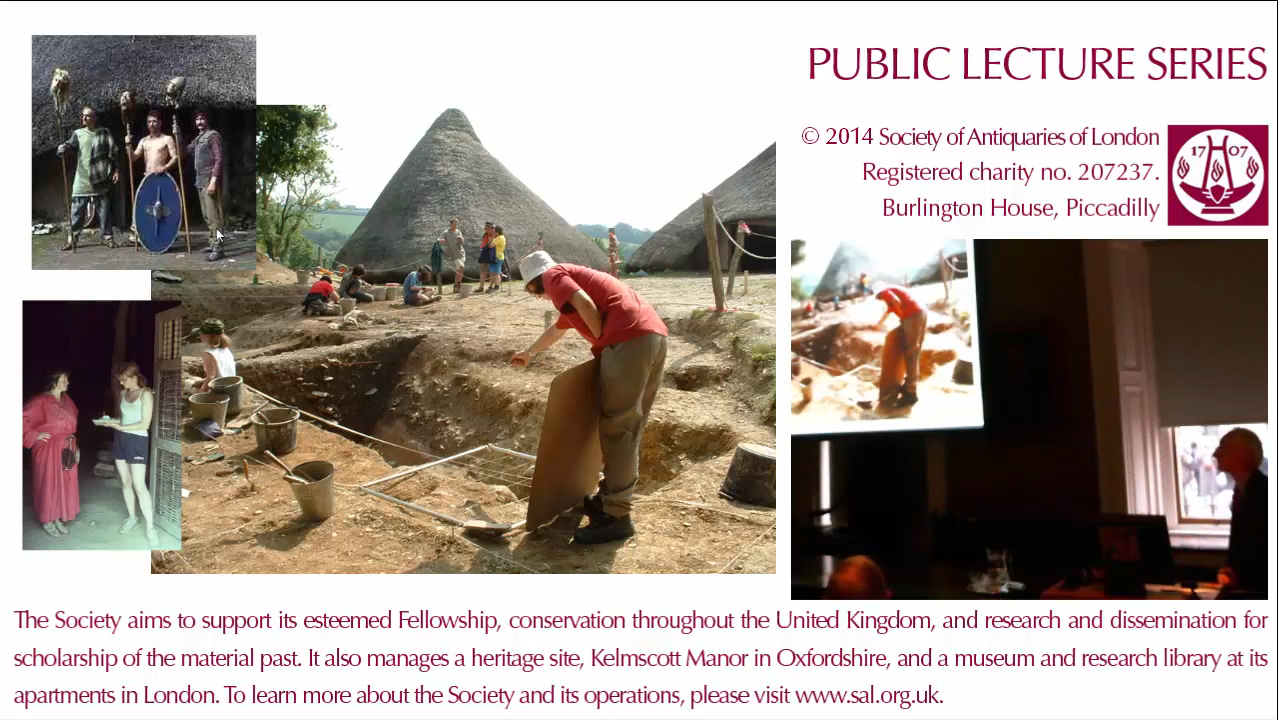 PUBLIC LECTURE SERIES
© 2014 Society of Antiquaries of London
Registered charity no. 207237.
Burlington House, Piccadilly
17 07
The Society aims to support its esteemed Fellowship, conservation throughout the United Kingdom, and research and dissemination for
scholarship of the material past. It also manages a heritage site, Kelmscott Manor in Oxfordshire, and a museum and research library at its
apartments in London. To learn more about the Society and its operations, please visit www.sal.org.uk.